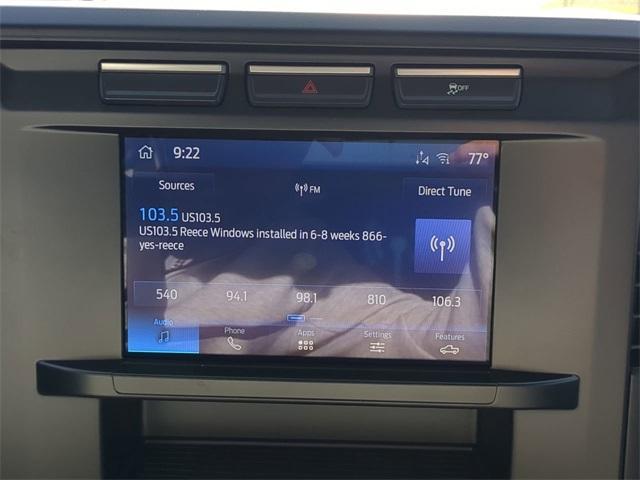 OFF
9:22
77°
Sources
FM
Direct Tune
103.5 US103.5
US103.5 Reece Windows installed in 6-8 weeks 866-
yes-reece
540 94.1 98.1 810 106.3
Audio Phone Apps Settings Features